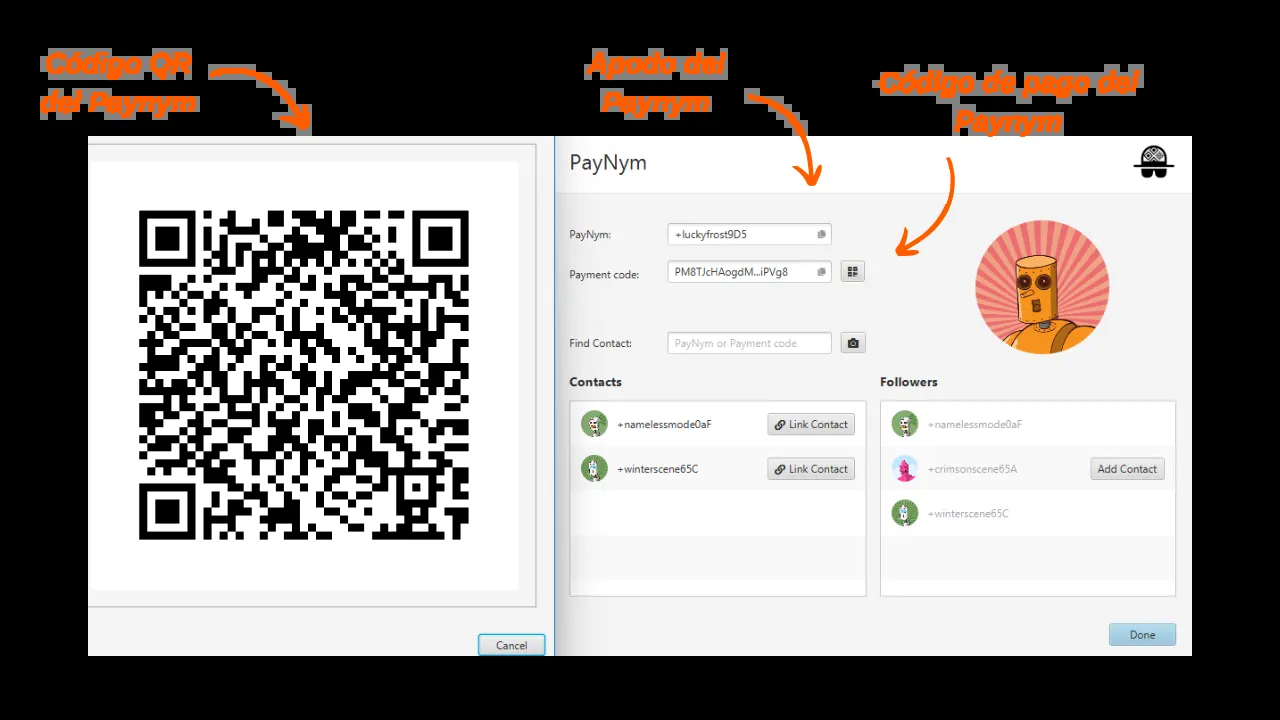 Código QR
del Paynym
Apodo del
Paynym
Código de pago del
Paynym
PayNym
PayNym:
+luckyfrost9D5
Payment code:
PM8TJcHAogdM...iPVg8
Find Contact:
PayNym or Payment code
Contacts
+namelessmode0aF
Link Contact
+winterscene65C
Link Contact
Followers
+namelessmode0aF
+crimsonscene65A
Add Contact
+winterscene65C
Cancel
Done